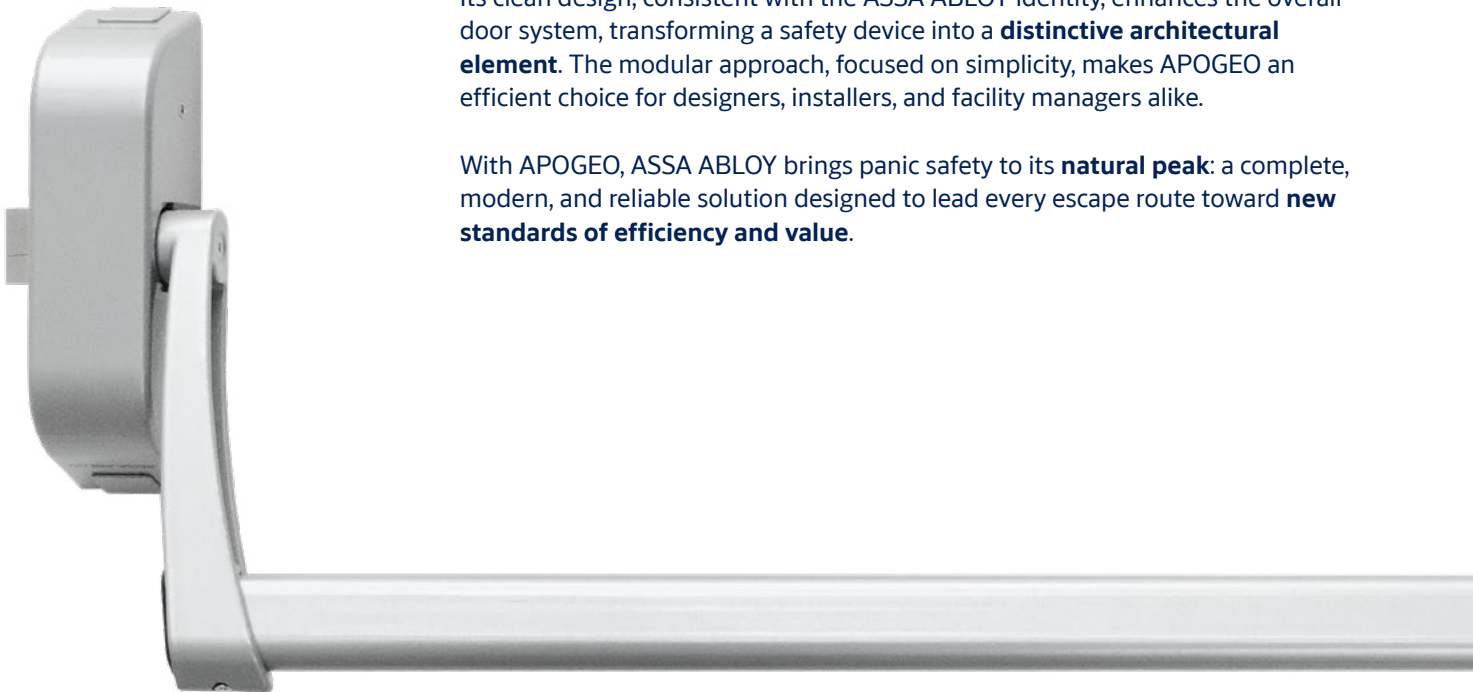 Its clean design, consistent with the ASSA ABLOY identity, enhances the overall
door system, transforming a safety device into a distinctive architectural
element. The modular approach, focused on simplicity, makes APOGEO an
efficient choice for designers, installers, and facility managers alike.
With APOGEO, ASSA ABLOY brings panic safety to its natural peak: a complete,
modern, and reliable solution designed to lead every escape route toward new
standards of efficiency and value.